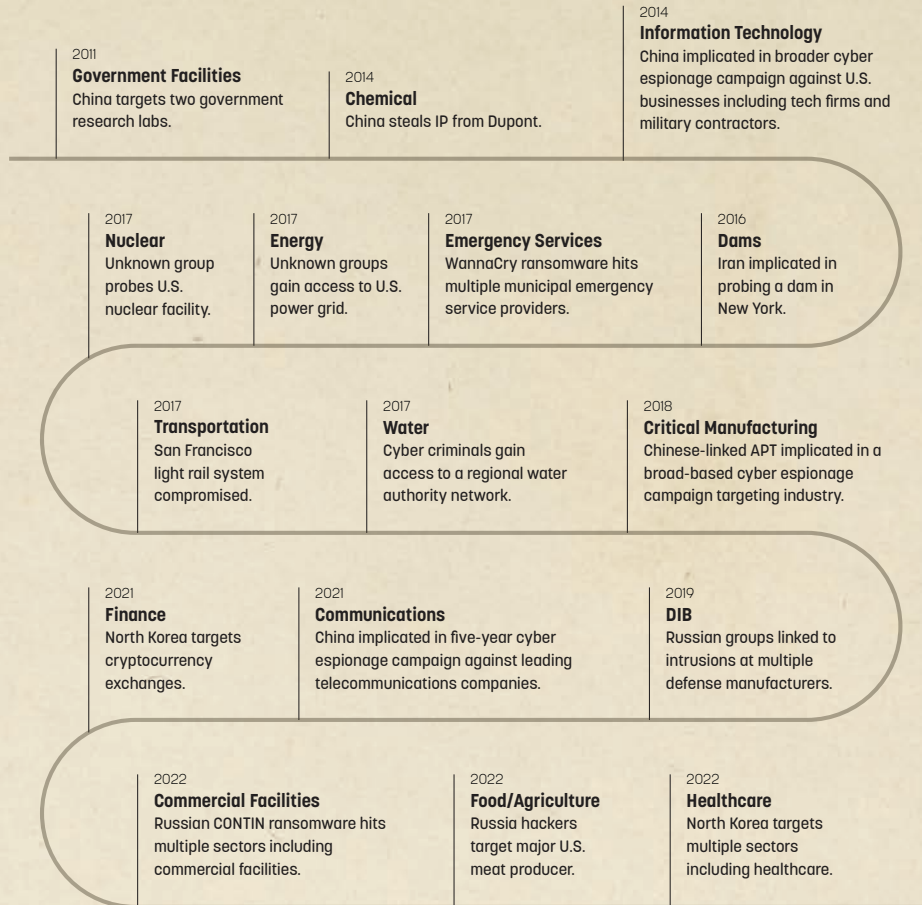 2011
Government Facilities
China targets two government
research labs.
2014
Chemical
China steals IP from Dupont.
2014
Information Technology
China implicated in broader cyber
espionage campaign against U.S.
businesses including tech firms and
military contractors.
2016
Dams
Iran implicated in
probing a dam in
New York.
2017
Emergency Services
WannaCry ransomware hits
multiple municipal emergency
service providers.
2017
Energy
Unknown groups
gain access to U.S.
power grid.
2017
Nuclear
Unknown group
probes U.S.
nuclear facility.
2017
Transportation
San Francisco
light rail system
compromised.
2017
Water
Cyber criminals gain
access to a regional water
authority network.
2018
Critical Manufacturing
Chinese-linked APT implicated in a
broad-based cyber espionage
campaign targeting industry.
2019
DIB
Russian groups linked to
intrusions at multiple
defense manufacturers.
2021
Communications
China implicated in five-year cyber
espionage campaign against leading
telecommunications companies.
2021
Finance
North Korea targets
cryptocurrency
exchanges.
2022
Commercial Facilities
Russian CONTIN ransomware hits
multiple sectors including
commercial facilities.
2022
Food/Agriculture
Russia hackers
target major U.S.
meat producer.
2022
Healthcare
North Korea targets
multiple sectors
including healthcare.